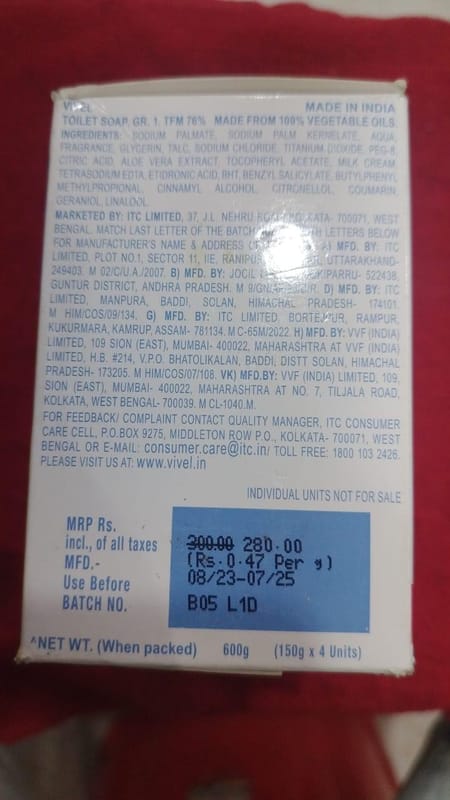 VIVEL MADE IN INDIA
TOILET SOAP, GR. 1, TFM 76% MADE FROM 100% VEGETABLE OILS.
INGREDIENTS: SODIUM PALMATE, SODIUM PALM KERNELATE, AQUA,
FRAGRANCE, GLYCERIN, TALC, SODIUM CHLORIDE, TITANIUM DIOXIDE, PEG-8,
CITRIC ACID, ALOE VERA EXTRACT, TOCOPHERYL ACETATE, MILK CREAM,
TETRASODIUM EDTA, ETIDRONIC ACID, BHT, BENZYL SALICYLATE, BUTYLPHENYL
METHYLPROPIONAL, CINNAMYL ALCOHOL, CITRONELLOL, COUMARIN,
GERANIOL, LINALOOL.
MARKETED BY: ITC LIMITED, 37, J.L. NEHRU KOLKATA- 700071, WEST
BENGAL. MATCH LAST LETTER OF THE BATCH LETTERS BELOW
FOR MANUFACTURER'S NAME & ADDRESS A) MFD. BY: ITC
LIMITED, PLOT NO.1, SECTOR 11, IIE, UTTARAKHAND-
249403. M 02/C/U.A./2007. B) MFD. BY: JOCIL 522438,
GUNTUR DISTRICT, ANDHRA PRADESH. D) MFD. BY: ITC
LIMITED, MANPURA, BADDI, SOLAN, HIMACHAL PRADESH- 174101.
M HIM/COS/09/134. G) MFD. BY: ITC LIMITED, RAMPUR,
KUKURMARA, KAMRUP, ASSAM- 781134. M C-65M/2022. H) MFD. BY: VVF (INDIA)
LIMITED, 109 SION (EAST), MUMBAI- 400022, MAHARASHTRA AT VVF (INDIA)
LIMITED, H.B. #214, V.P.O. BHATOLIKALAN, BADDI, DISTT SOLAN, HIMACHAL
PRADESH- 173205. M HIM/COS/07/108. VK) MFD.BY: VVF (INDIA) LIMITED, 109,
SION (EAST), MUMBAI- 400022, MAHARASHTRA AT NO. 7, TILJALA ROAD,
KOLKATA, WEST BENGAL- 700039. M CL-1040.M.
FOR FEEDBACK/ COMPLAINT CONTACT QUALITY MANAGER, ITC CONSUMER
CARE CELL, P.O.BOX 9275, MIDDLETON ROW P.O., KOLKATA- 700071, WEST
BENGAL OR E-MAIL: consumer.care@itc.in/ TOLL FREE: 1800 103 2426.
PLEASE VISIT US AT: www.vivel.in
INDIVIDUAL UNITS NOT FOR SALE
MRP Rs.
incl., of all taxes 300.00 280.00
MFD.- (Rs.0.47 Per g)
Use Before 08/23-07/25
BATCH NO. B05 L1D
^NET WT. (When packed) 600g (150g x 4 Units)